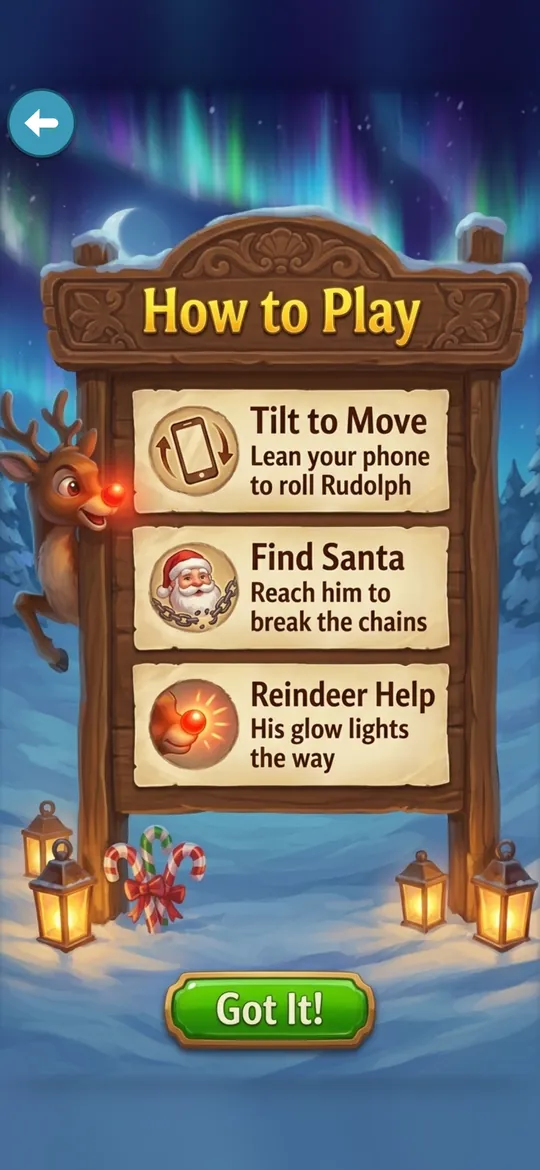 How to Play
Tilt to Move
Lean your phone
to roll Rudolph
Find Santa
Reach him to
break the chains
Reindeer Help
His glow lights
the way
Got It!